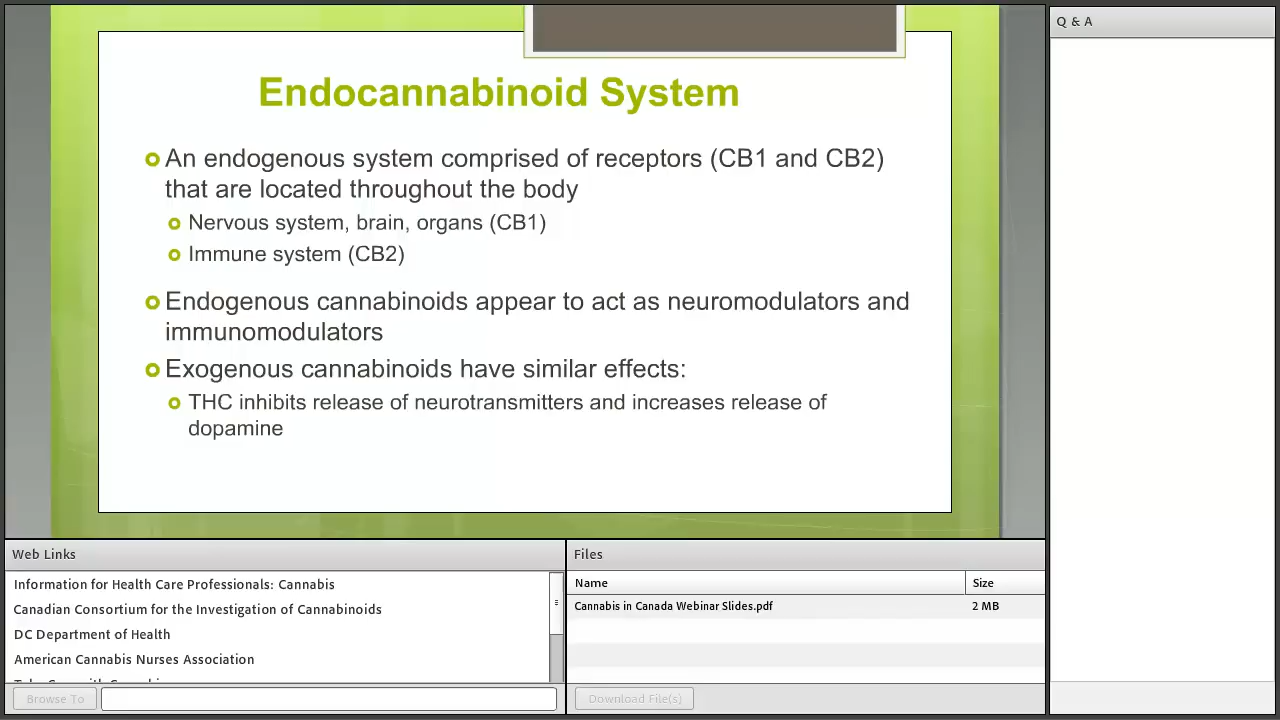 Endocannabinoid System
An endogenous system comprised of receptors (CB1 and CB2)
that are located throughout the body
Nervous system, brain, organs (CB1)
Immune system (CB2)
Endogenous cannabinoids appear to act as neuromodulators and
immunomodulators
Exogenous cannabinoids have similar effects:
THC inhibits release of neurotransmitters and increases release of
dopamine
Q & A
Web Links
Information for Health Care Professionals: Cannabis
Canadian Consortium for the Investigation of Cannabinoids
DC Department of Health
American Cannabis Nurses Association
Browse To
Files
Name Size
Cannabis in Canada Webinar Slides.pdf 2 MB
Download File(s)